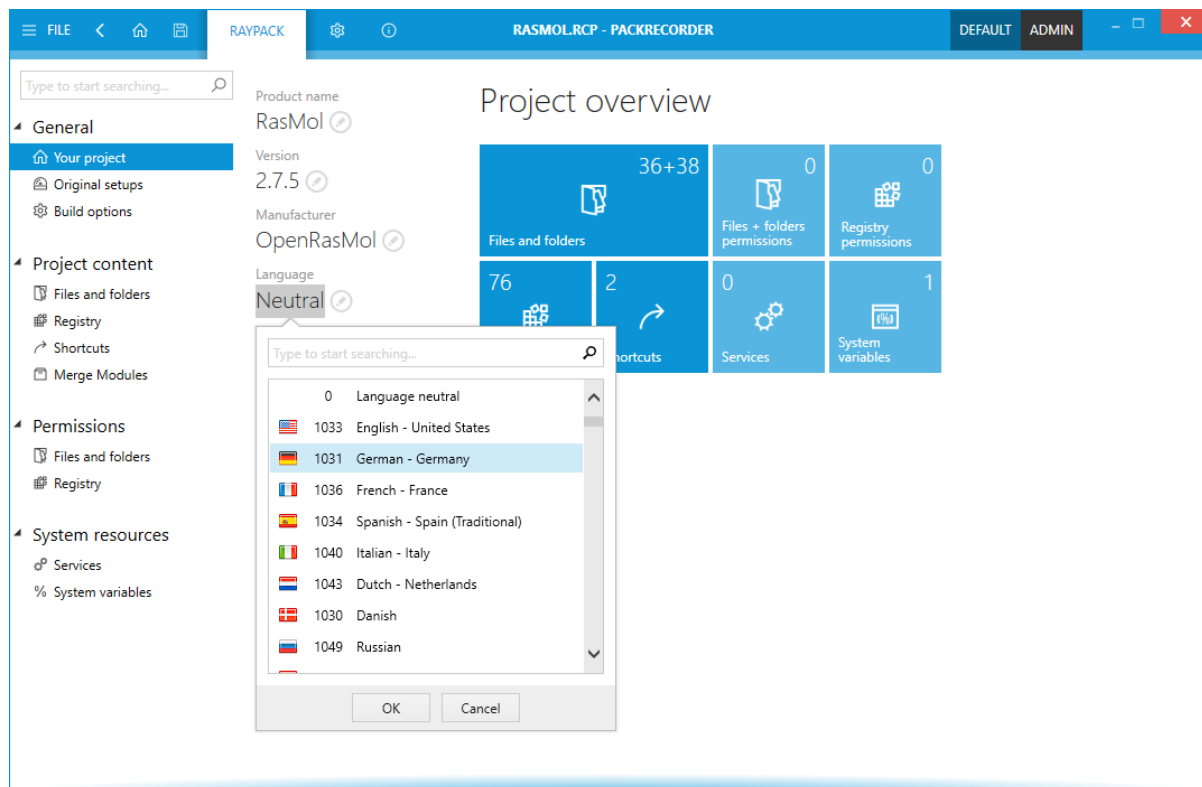 FILE
RAYPACK
RASMOL.RCP - PACKRECORDER
DEFAULT
ADMIN
Type to start searching...
General
Your project
Original setups
Build options
Project content
Files and folders
Registry
Shortcuts
Merge Modules
Permissions
Files and folders
Registry
System resources
Services
% System variables
Product name
RasMol
Version
2.7.5
Manufacturer
OpenRasMol
Language
Neutral
Type to start searching...
0 Language neutral
1033 English - United States
1031 German - Germany
1036 French - France
1034 Spanish - Spain (Traditional)
1040 Italian - Italy
1043 Dutch - Netherlands
1030 Danish
1049 Russian
OK
Cancel
Project overview
36+38
Files and folders
0
Files + folders
permissions
0
Registry
permissions
76
2
hortcuts
0
Services
1
(%)
System
variables